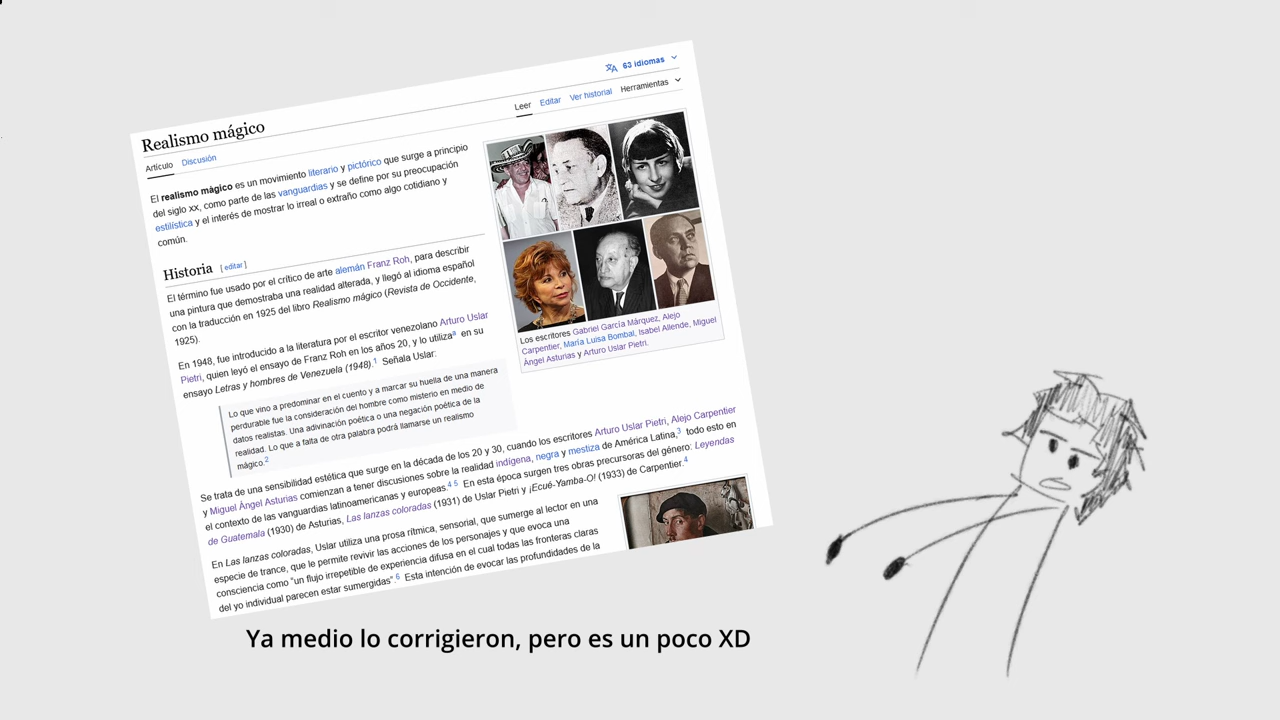 63 idiomas
Realismo mágico
Leer Editar Ver historial Herramientas
Artículo Discusión
El realismo mágico es un movimiento literario y pictórico que surge a principio
del siglo xx, como parte de las vanguardias y se define por su preocupación
estilística y el interés de mostrar lo irreal o extraño como algo cotidiano y
común.
Historia [ editar ]
El término fue usado por el crítico de arte alemán Franz Roh, para describir
una pintura que demostraba una realidad alterada, y llegó al idioma español
con la traducción en 1925 del libro Realismo mágico (Revista de Occidente,
1925).
En 1948, fue introducido a la literatura por el escritor venezolano Arturo Uslar
Pietri, quien leyó el ensayo de Franz Roh en los años 20, y lo utilizaª en su
ensayo Letras y hombres de Venezuela (1948).1 Señala Uslar:
Lo que vino a predominar en el cuento y a marcar su huella de una manera
perdurable fue la consideración del hombre como misterio en medio de
datos realistas. Una adivinación poética o una negación poética de la
realidad. Lo que a falta de otra palabra podrá llamarse un realismo
mágico.2
Los escritores Gabriel García Márquez, Alejo
Carpentier, María Luisa Bombal, Isabel Allende, Miguel
Ángel Asturias y Arturo Uslar Pietri.
Se trata de una sensibilidad estética que surge en la década de los 20 y 30, cuando los escritores Arturo Uslar Pietri, Alejo Carpentier
y Miguel Ángel Asturias comienzan a tener discusiones sobre la realidad indígena, negra y mestiza de América Latina,3 todo esto en
el contexto de las vanguardias latinoamericanas y europeas.4 5 En esta época surgen tres obras precursoras del género: Leyendas
de Guatemala (1930) de Asturias, Las lanzas coloradas (1931) de Uslar Pietri y ¡Ecué-Yamba-O! (1933) de Carpentier.4
En Las lanzas coloradas, Uslar utiliza una prosa rítmica, sensorial, que sumerge al lector en una
especie de trance, que le permite revivir las acciones de los personajes y que evoca una
consciencia como "un flujo irrepetible de experiencia difusa en el cual todas las fronteras claras
del yo individual parecen estar sumergidas".6 Esta intención de evocar las profundidades de la
Ya medio lo corrigieron, pero es un poco XD